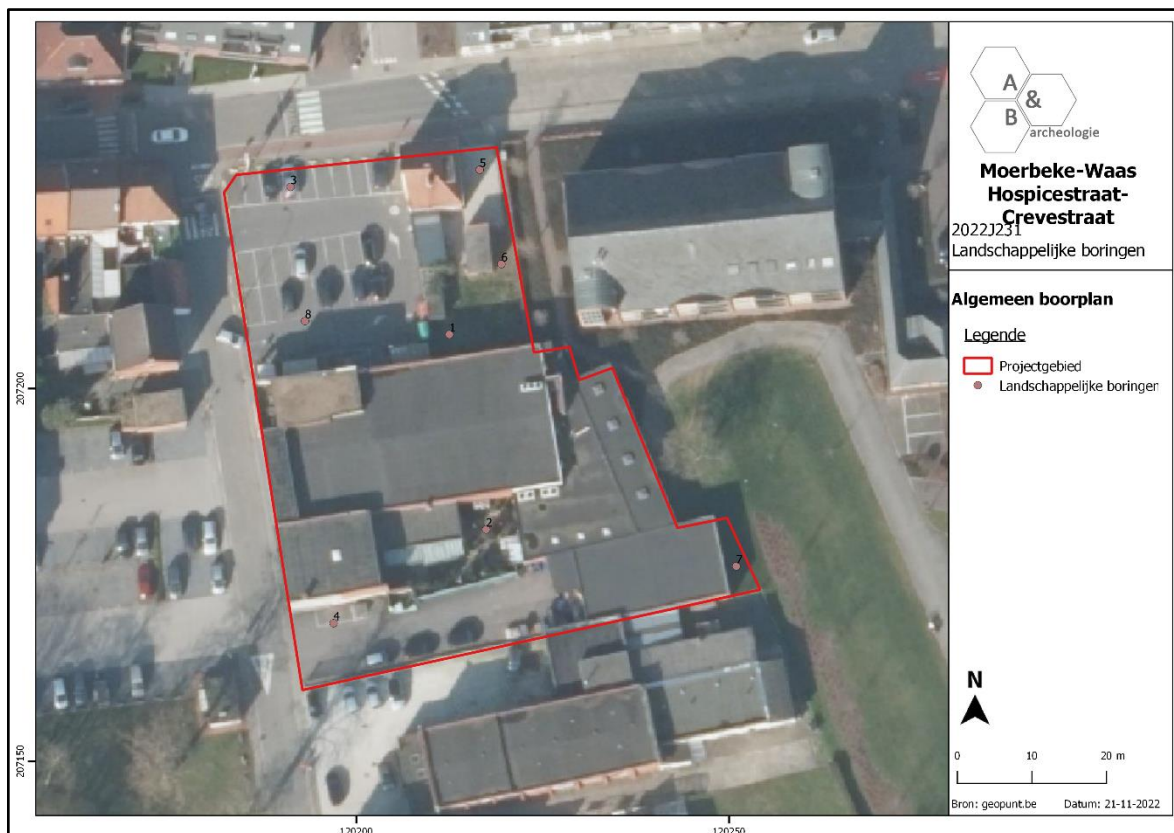 A
&
B
archeologie
Moerbeke-Waas
Hospicestraat-
Crevestraat
2022J231
Landschappelijke boringen
Algemeen boorplan
Legende
Projectgebied
Landschappelijke boringen
3
5
6
8
1
2
7
4
207200
207150
120200
120250
N
0 10 20 m
Bron: geopunt.be Datum: 21-11-2022